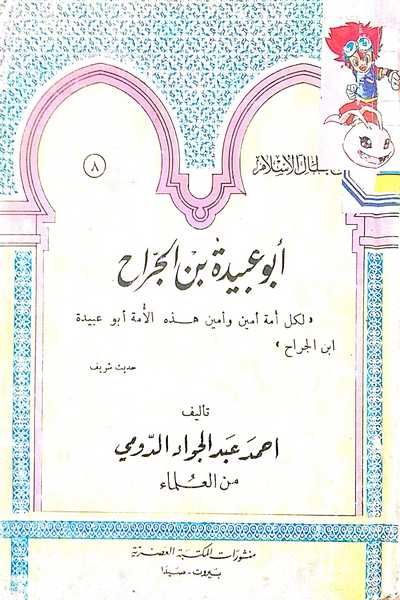 أبطال الإسلام
٨
أبو عبيدة بن الجراح
« لكل أمة أمين وأمين هذه الأمة أبو عبيدة
ابن الجراح »
حديث شريف
تأليف
احمد عبد الجواد الدومي
من العلماء
منشورات المكتبة العصرية
بيروت - صيدا